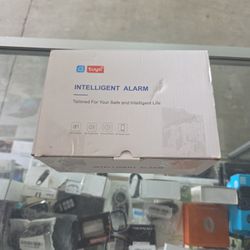 tuya
INTELLIGENT ALARM
Tailored For Your Safe and Intelligent Life